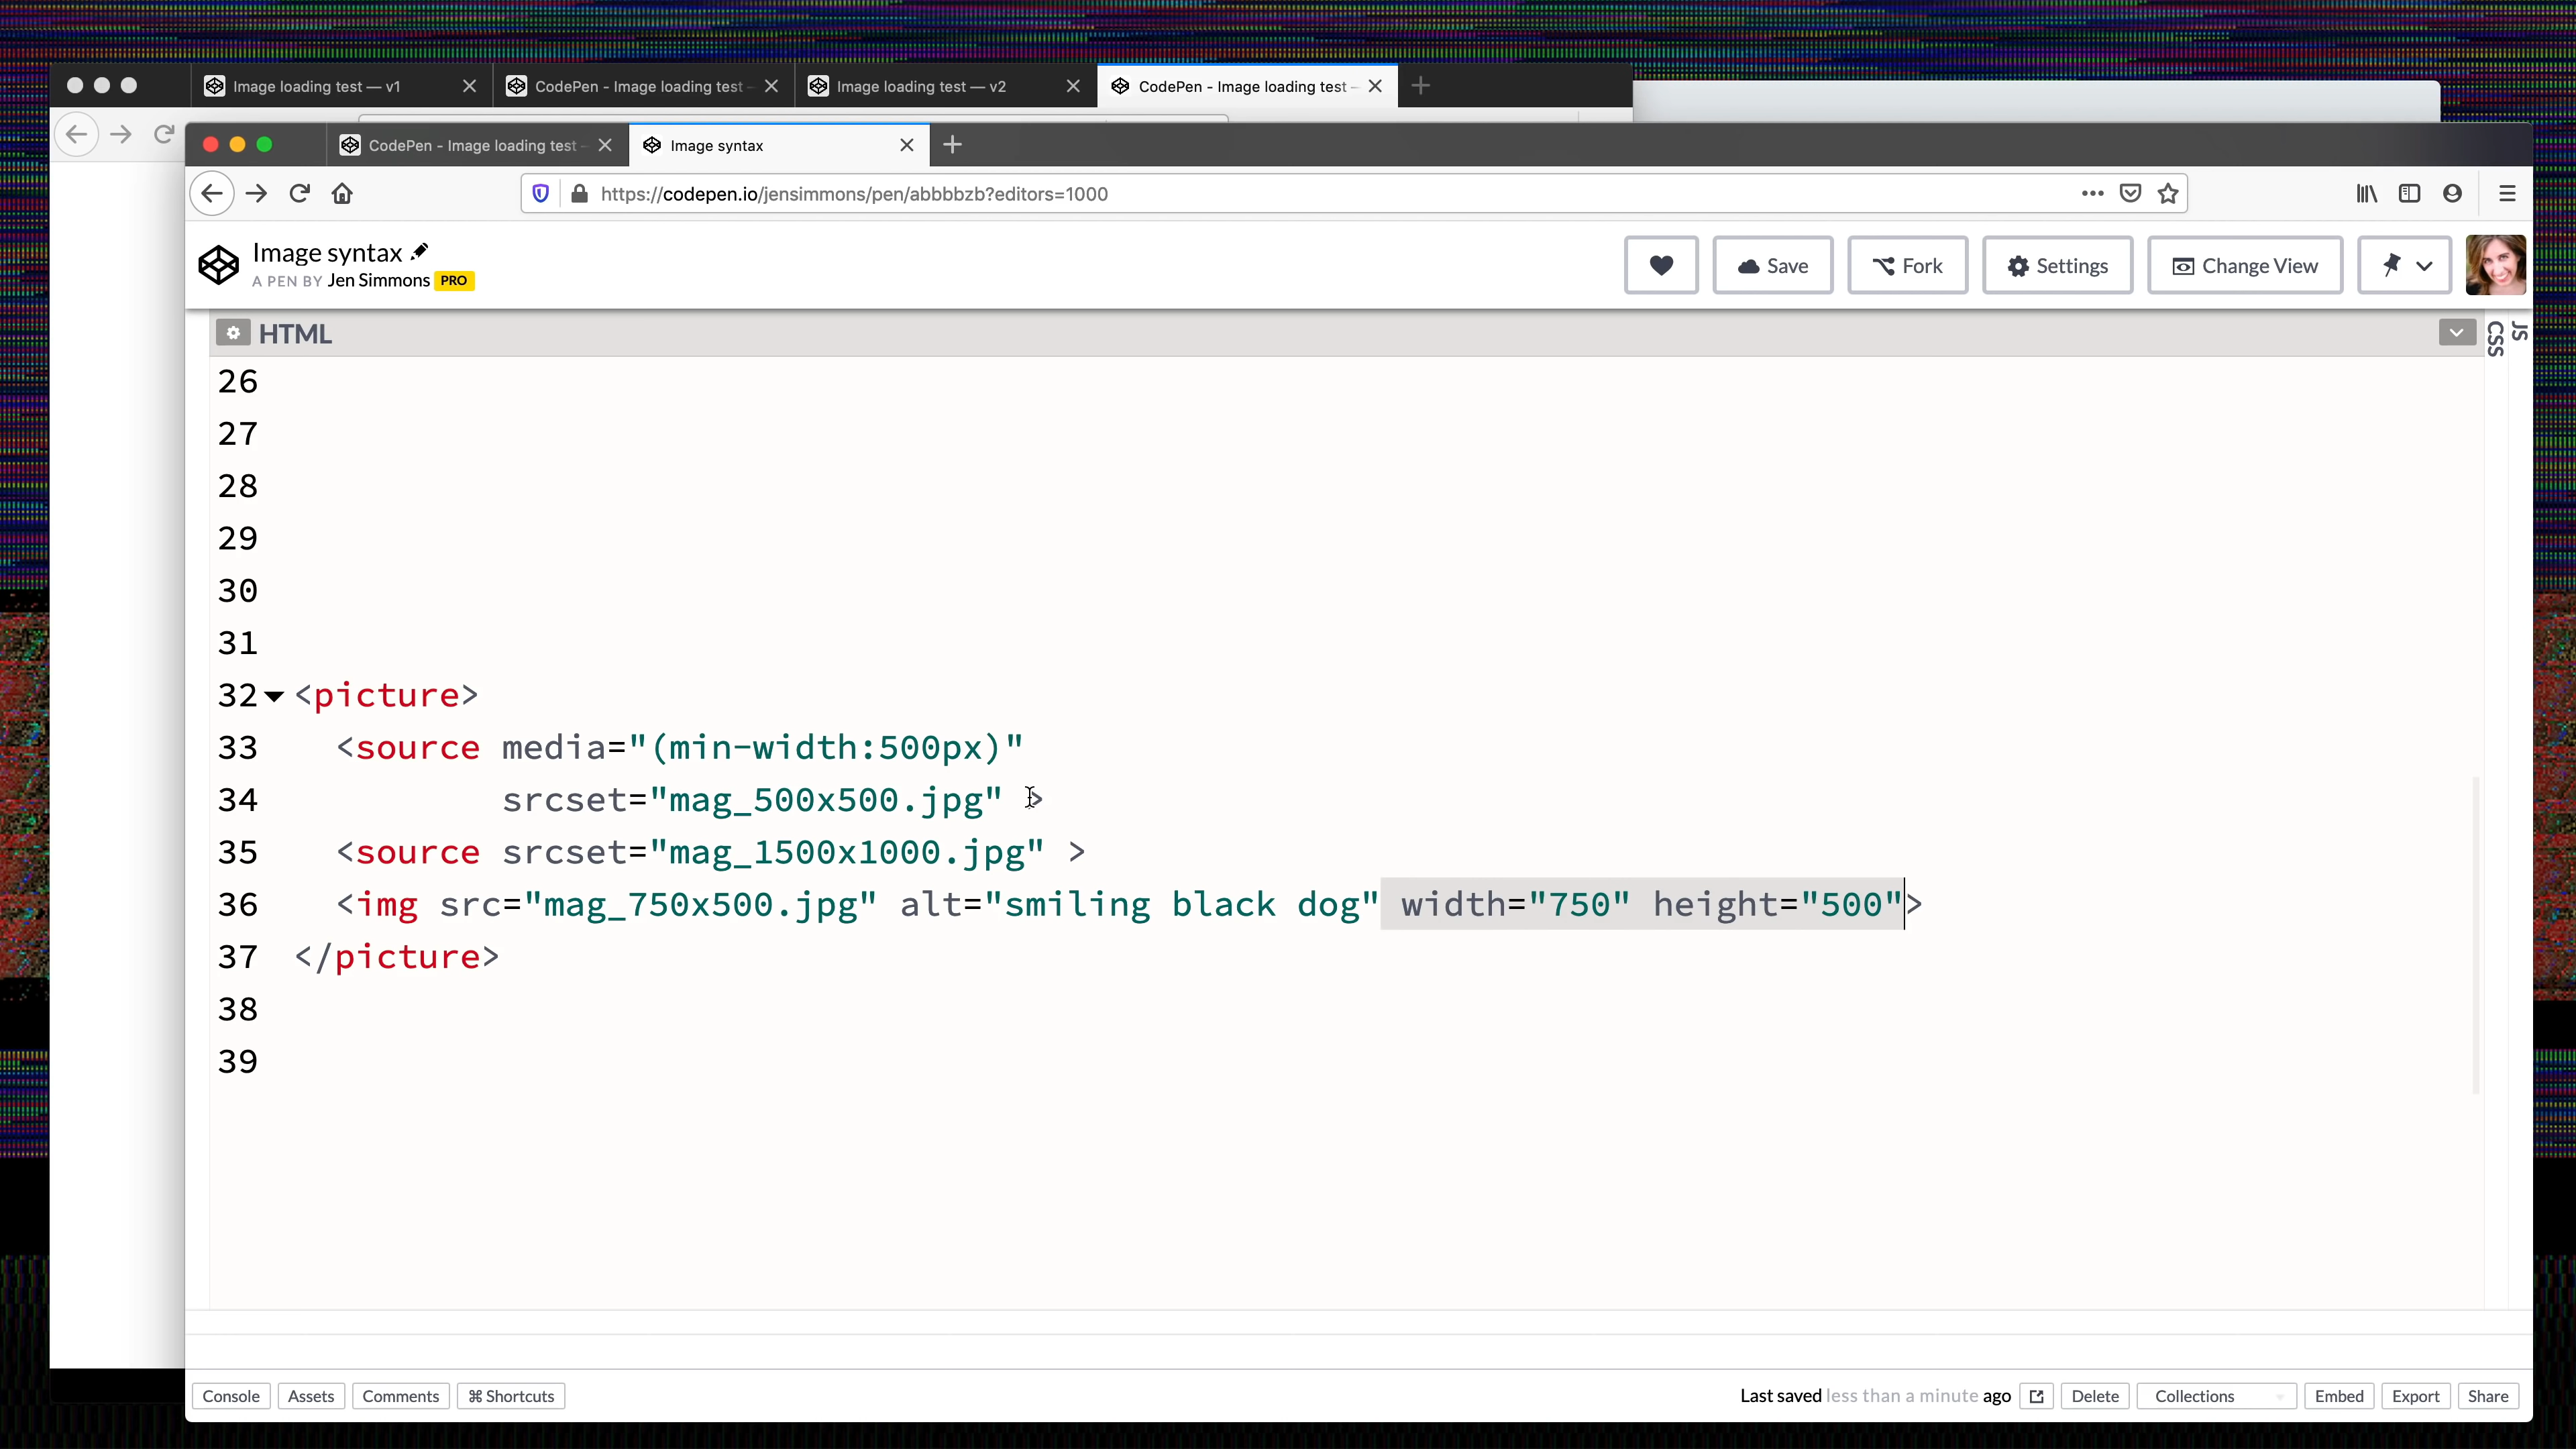 Image loading test — v1
CodePen - Image loading test -
Image loading test — v2
CodePen - Image loading test -
CodePen - Image loading test -
Image syntax
https://codepen.io/jensimmons/pen/abbbbzb?editors=1000
Image syntax
A PEN BY Jen Simmons PRO
Save
Fork
Settings
Change View
HTML
CSS
JS
26
27
28
29
30
31
32 <picture>
33 <source media="(min-width:500px)"
34 srcset="mag_500x500.jpg" >
35 <source srcset="mag_1500x1000.jpg" >
36 <img src="mag_750x500.jpg" alt="smiling black dog" width="750" height="500">
37 </picture>
38
39
Console
Assets
Comments
⌘ Shortcuts
Last saved less than a minute ago
Delete
Collections
Embed
Export
Share